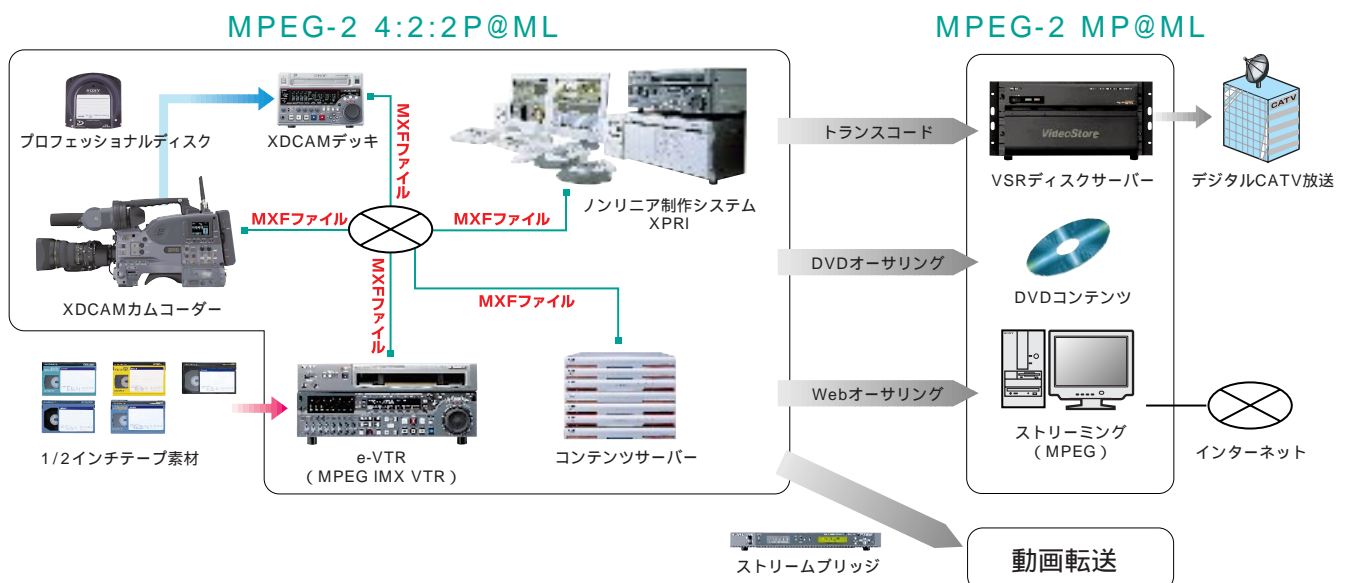 MPEG-2 4:2:2P@ML
MPEG-2 MP@ML
SONY
プロフェッショナルディスク
XDCAMデッキ
MXFファイル
ノンリニア制作システム
XPRI
MXFファイル
MXFファイル
XDCAMカムコーダー
MXFファイル
MXFファイル
1/2インチテープ素材
e-VTR
(MPEG IMX VTR)
コンテンツサーバー
トランスコード
DVDオーサリング
Webオーサリング
VideoStore
VSRディスクサーバー
CATV
デジタルCATV放送
DVDコンテンツ
ストリーミング
(MPEG)
インターネット
ストリームブリッジ
動画転送